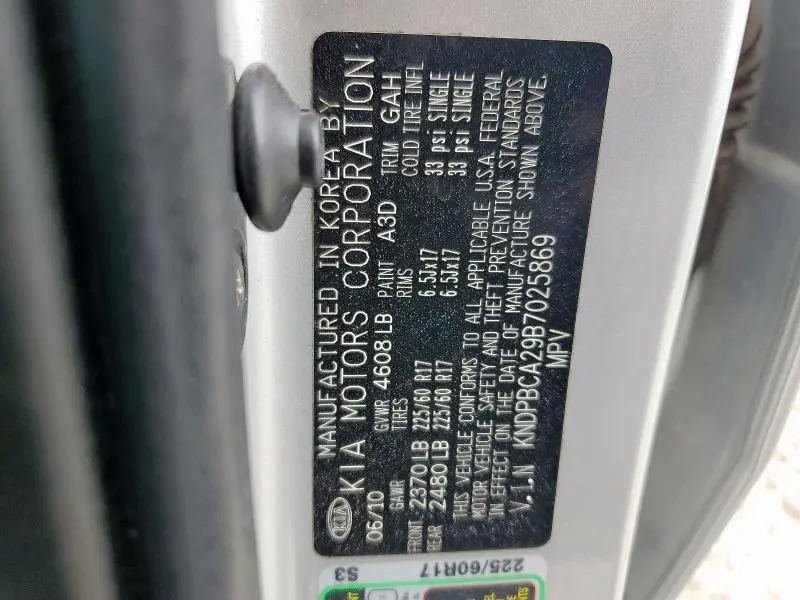 MANUFACTURED IN KOREA BY
KIA KIA MOTORS CORPORATION
06/10 GVWR 4608 LB PAINT A3D TRIM GAH
GAWR TIRES RIMS COLD TIRE INFL
FRONT 2370 LB 225/60 R17 6.5Jx17 33 psi SINGLE
REAR 2480 LB 225/60 R17 6.5Jx17 33 psi SINGLE
THIS VEHICLE CONFORMS TO ALL APPLICABLE U.S.A. FEDERAL
MOTOR VEHICLE SAFETY AND THEFT PREVENTION STANDARDS
IN EFFECT ON THE DATE OF MANUFACTURE SHOWN ABOVE.
V.I.N KNDPBCA29B7025869
MPV
225/60R17
S3